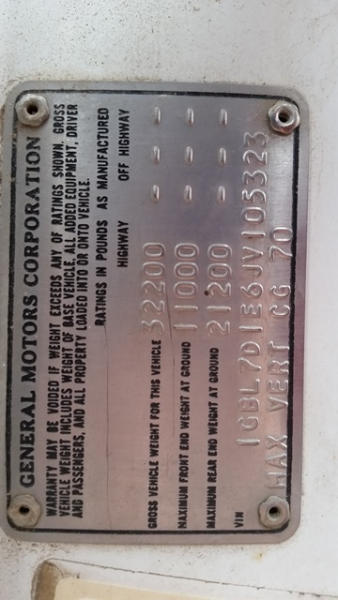 GENERAL MOTORS CORPORATION
WARRANTY MAY BE VOIDED IF WEIGHT EXCEEDS ANY OF RATINGS SHOWN. GROSS
VEHICLE WEIGHT INCLUDES WEIGHT OF BASE VEHICLE, ALL ADDED EQUIPMENT, DRIVER
AND PASSENGERS, AND ALL PROPERTY LOADED INTO OR ONTO VEHICLE.
RATINGS IN POUNDS AS MANUFACTURED
HIGHWAY OFF HIGHWAY
GROSS VEHICLE WEIGHT FOR THIS VEHICLE 32200 - - -
MAXIMUM FRONT END WEIGHT AT GROUND 11000 - - -
MAXIMUM REAR END WEIGHT AT GROUND 21200 - - -
VIN 1GBL7D1E6JV105323
MAX VERT CG 70